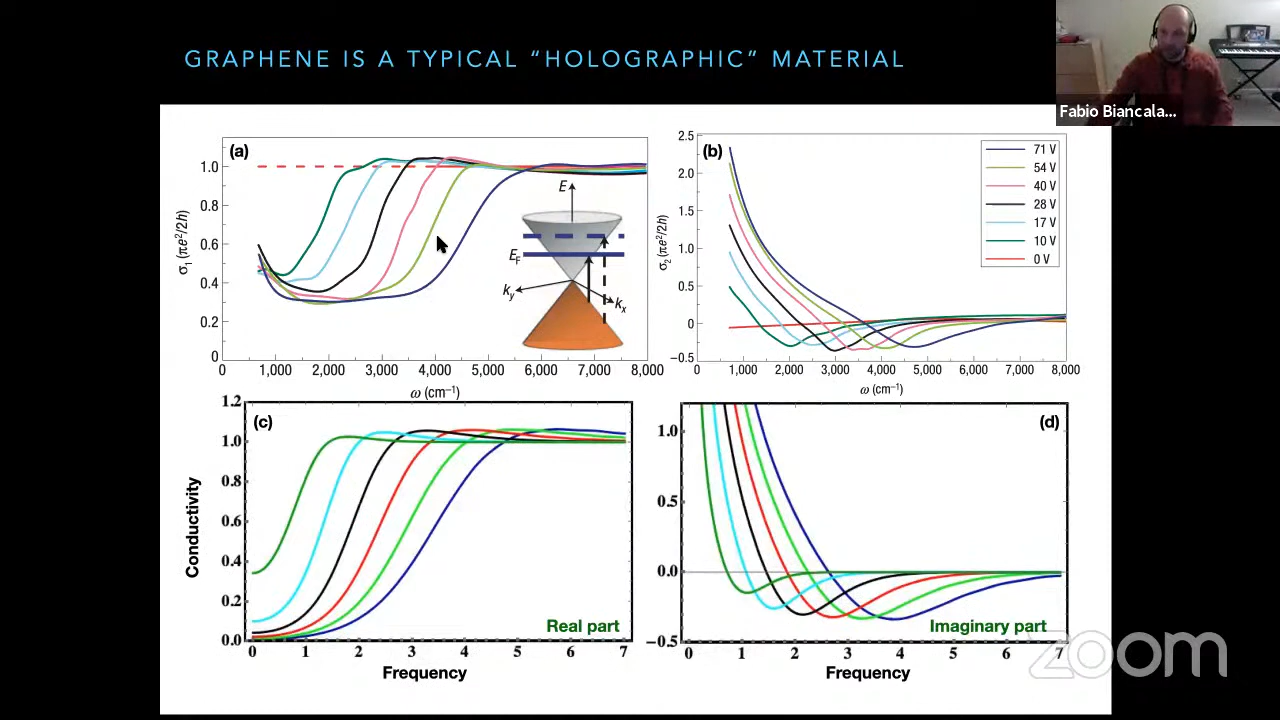 GRAPHENE IS A TYPICAL “HOLOGRAPHIC” MATERIAL
Fabio Biancala...
(a)
1.0
0.8
0.6
0.4
0.2
0
σ₁ (πe²/2h)
0 1,000 2,000 3,000 4,000 5,000 6,000 7,000 8,000
ω (cm⁻¹)
E
E_F
k_y
k_x
(b)
2.5
2.0
1.5
1.0
0.5
0
−0.5
σ₂ (πe²/2h)
71 V
54 V
40 V
28 V
17 V
10 V
0 V
0 1,000 2,000 3,000 4,000 5,000 6,000 7,000 8,000
ω (cm⁻¹)
(c)
1.2
1.0
0.8
0.6
0.4
0.2
0.0
Conductivity
Real part
0 1 2 3 4 5 6 7
Frequency
(d)
1.0
0.5
0.0
−0.5
Imaginary part
0 1 2 3 4 5 6 7
Frequency
zoom